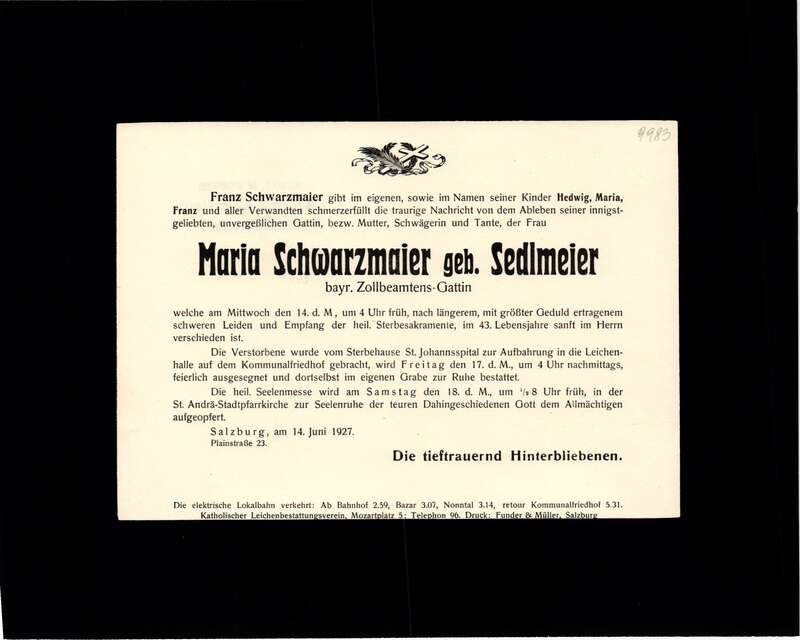 9983
Franz Schwarzmaier gibt im eigenen, sowie im Namen seiner Kinder Hedwig, Maria,
Franz und aller Verwandten schmerzerfüllt die traurige Nachricht von dem Ableben seiner innigst-
geliebten, unvergeßlichen Gattin, bezw. Mutter, Schwägerin und Tante, der Frau
Maria Schwarzmaier geb. Sedlmeier
bayr. Zollbeamtens-Gattin
welche am Mittwoch den 14. d. M, um 4 Uhr früh, nach längerem, mit größter Geduld ertragenem
schweren Leiden und Empfang der heil. Sterbesakramente, im 43. Lebensjahre sanft im Herrn
verschieden ist.
Die Verstorbene wurde vom Sterbehause St. Johannsspital zur Aufbahrung in die Leichen-
halle auf dem Kommunalfriedhof gebracht, wird Freitag den 17. d. M., um 4 Uhr nachmittags,
feierlich ausgesegnet und dortselbst im eigenen Grabe zur Ruhe bestattet.
Die heil. Seelenmesse wird am Samstag den 18. d. M., um ½8 Uhr früh, in der
St. Andrä-Stadtpfarrkirche zur Seelenruhe der teuren Dahingeschiedenen Gott dem Allmächtigen
aufgeopfert.
Salzburg, am 14. Juni 1927.
Plainstraße 23.
Die tieftrauernd Hinterbliebenen.
Die elektrische Lokalbahn verkehrt: Ab Bahnhof 2.59, Bazar 3.07, Nonntal 3.14, retour Kommunalfriedhof 5.31.
Katholischer Leichenbestattungsverein, Mozartplatz 5; Telephon 96. Druck: Funder & Müller, Salzburg